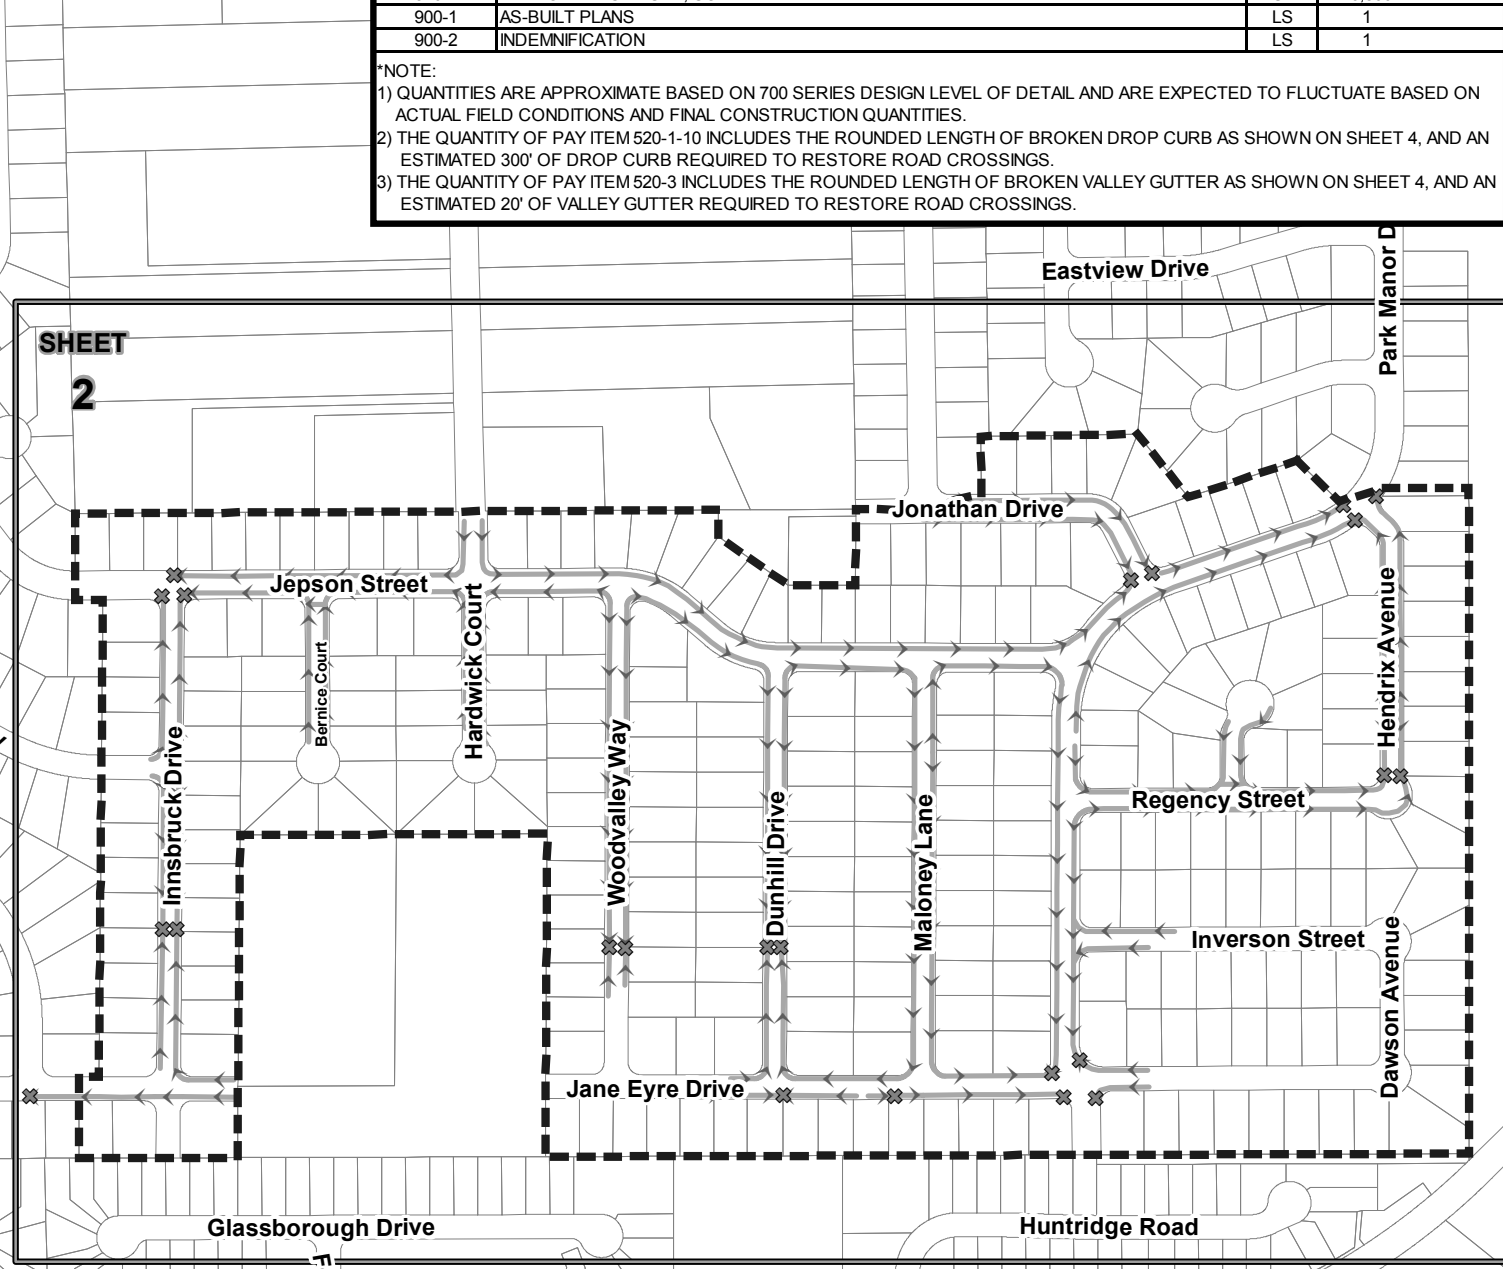 900-1 AS-BUILT PLANS LS 1
900-2 INDEMNIFICATION LS 1
*NOTE:
1) QUANTITIES ARE APPROXIMATE BASED ON 700 SERIES DESIGN LEVEL OF DETAIL AND ARE EXPECTED TO FLUCTUATE BASED ON
ACTUAL FIELD CONDITIONS AND FINAL CONSTRUCTION QUANTITIES.
2) THE QUANTITY OF PAY ITEM 520-1-10 INCLUDES THE ROUNDED LENGTH OF BROKEN DROP CURB AS SHOWN ON SHEET 4, AND AN
ESTIMATED 300' OF DROP CURB REQUIRED TO RESTORE ROAD CROSSINGS.
3) THE QUANTITY OF PAY ITEM 520-3 INCLUDES THE ROUNDED LENGTH OF BROKEN VALLEY GUTTER AS SHOWN ON SHEET 4, AND AN
ESTIMATED 20' OF VALLEY GUTTER REQUIRED TO RESTORE ROAD CROSSINGS.
Eastview Drive
Park Manor D
SHEET
2
Jonathan Drive
Jepson Street
Hardwick Court
Bernice Court
Hendrix Avenue
Innsbruck Drive
Woodvalley Way
Dunhill Drive
Maloney Lane
Regency Street
Inverson Street
Dawson Avenue
Jane Eyre Drive
Glassborough Drive
Huntridge Road